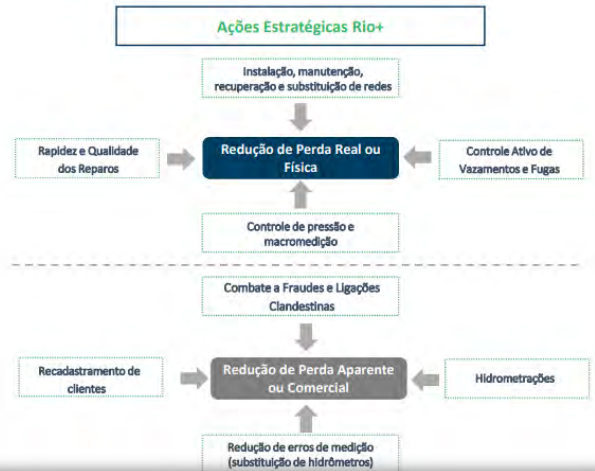 Ações Estratégicas Rio+
Instalação, manutenção,
recuperação e substituição de redes
Rapidez e Qualidade
dos Reparos
Redução de Perda Real ou
Física
Controle Ativo de
Vazamentos e Fugas
Controle de pressão e
macromedição
Combate a Fraudes e Ligações
Clandestinas
Recadastramento de
clientes
Redução de Perda Aparente
ou Comercial
Hidrometrações
Redução de erros de medição
(substituição de hidrômetros)